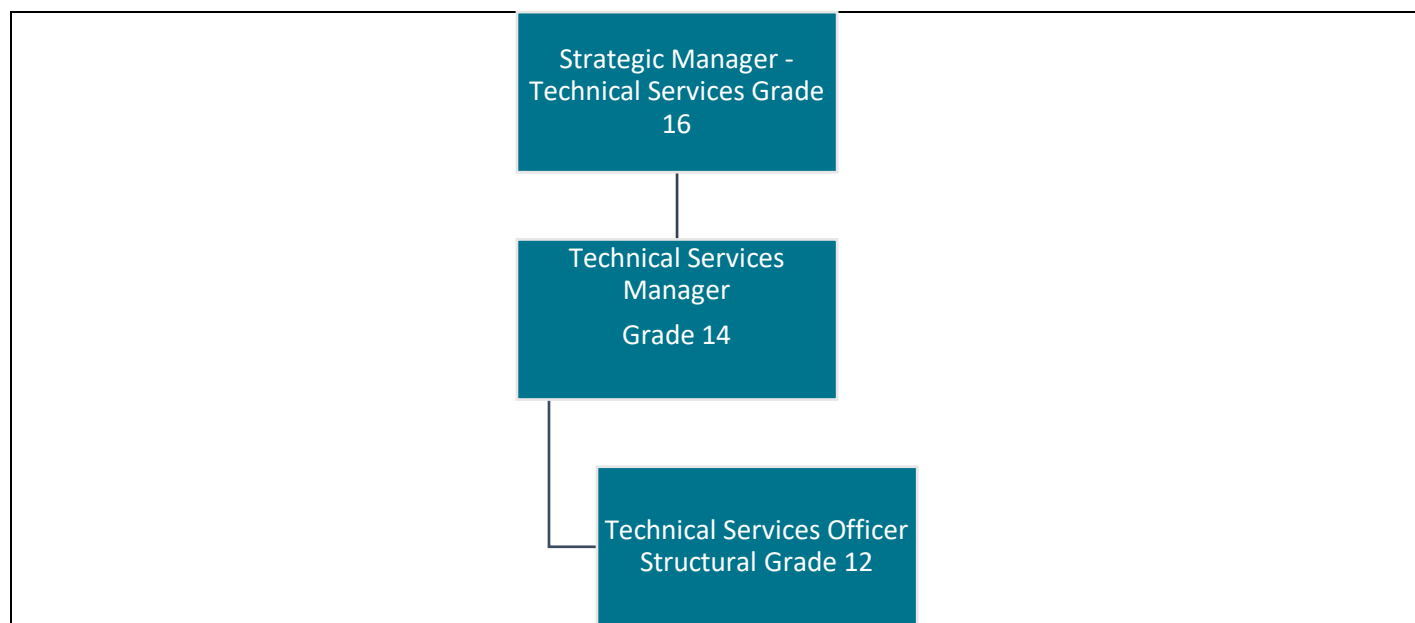 Strategic Manager -
Technical Services Grade
16
Technical Services
Manager
Grade 14
Technical Services Officer
Structural Grade 12